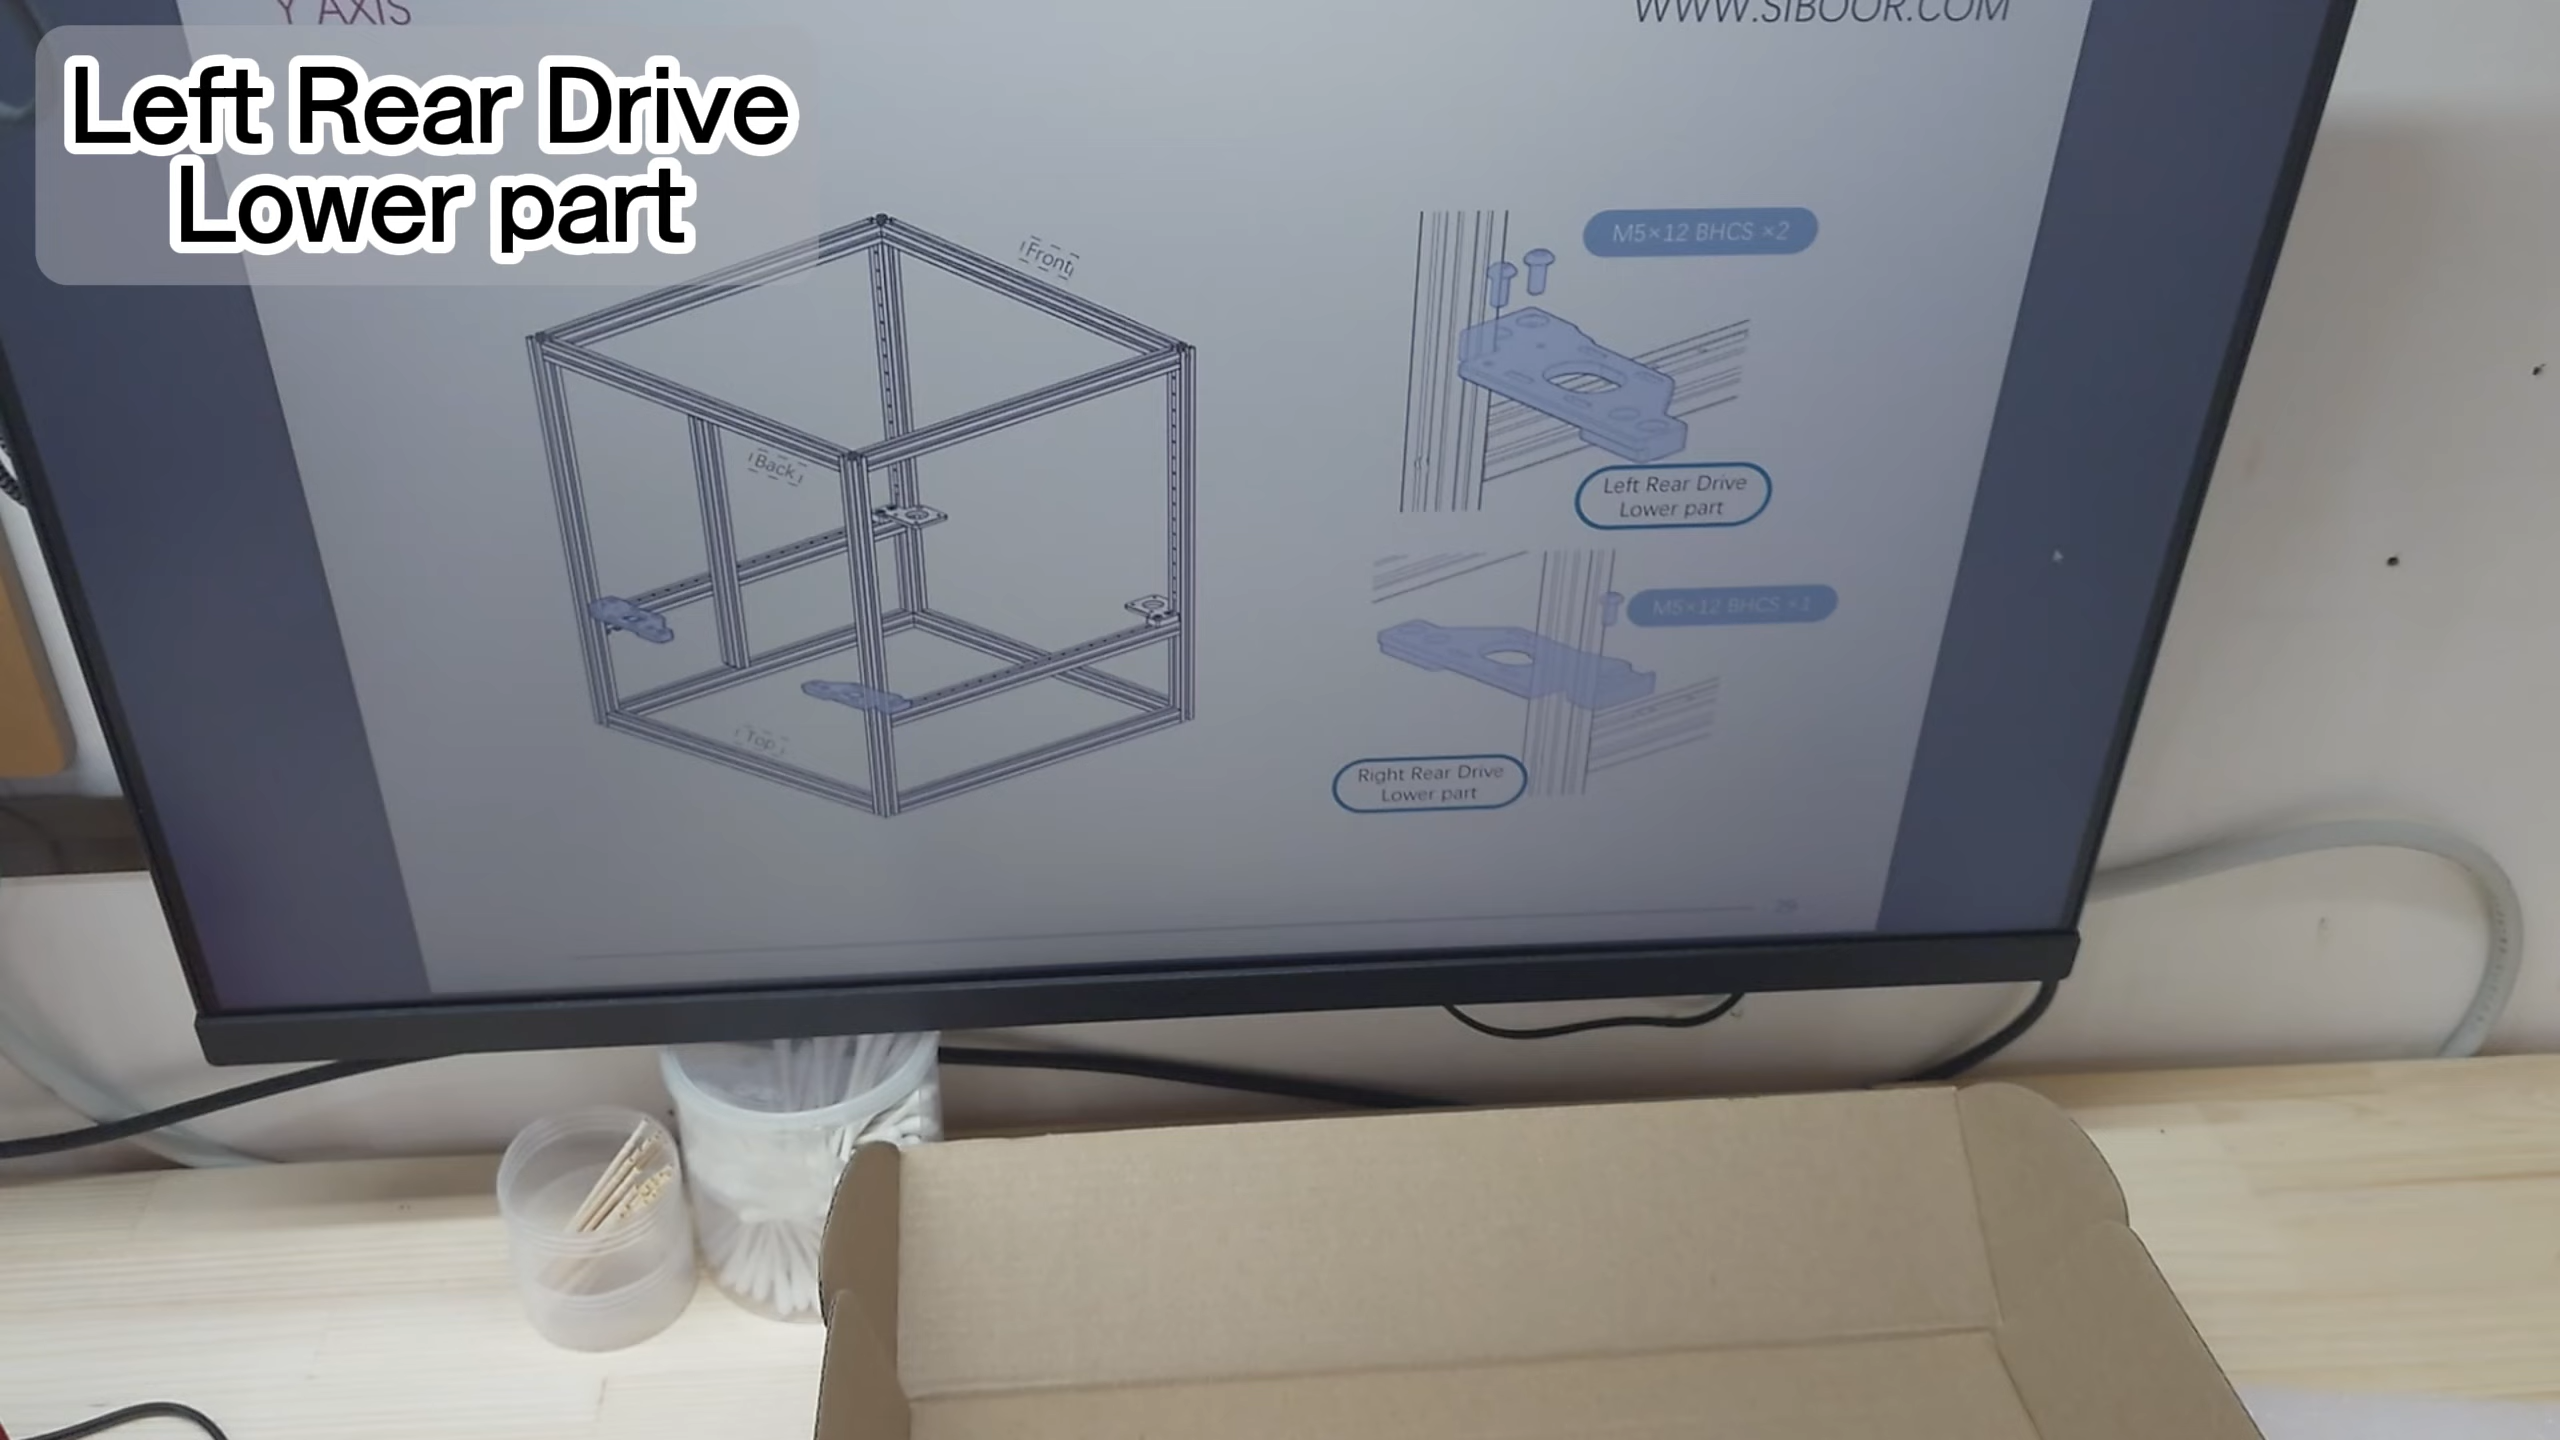 Y AXIS
WWW.SIBOOR.COM
Left Rear Drive
Lower part
Front
Back
Top
M5×12 BHCS ×2
Left Rear Drive
Lower part
M5×12 BHCS ×1
Right Rear Drive
Lower part